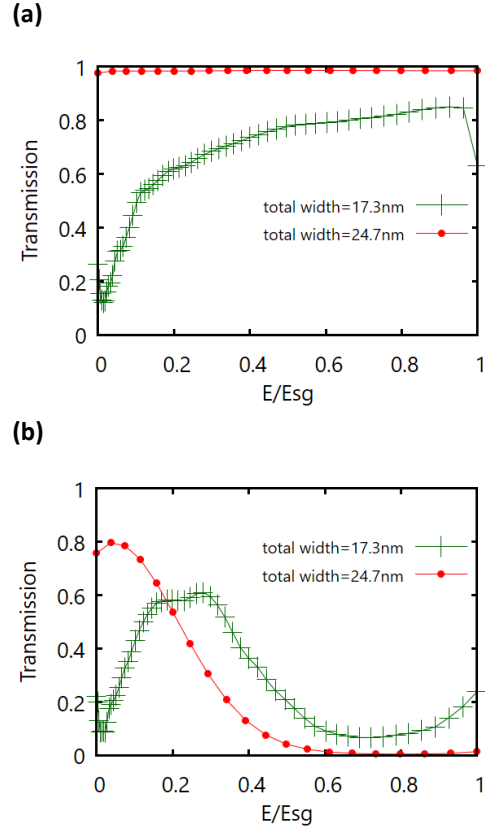 (a)
1
0.8
0.6
0.4
0.2
0
Transmission
total width=17.3nm
total width=24.7nm
0 0.2 0.4 0.6 0.8 1
E/Esg
(b)
1
0.8
0.6
0.4
0.2
0
Transmission
total width=17.3nm
total width=24.7nm
0 0.2 0.4 0.6 0.8 1
E/Esg